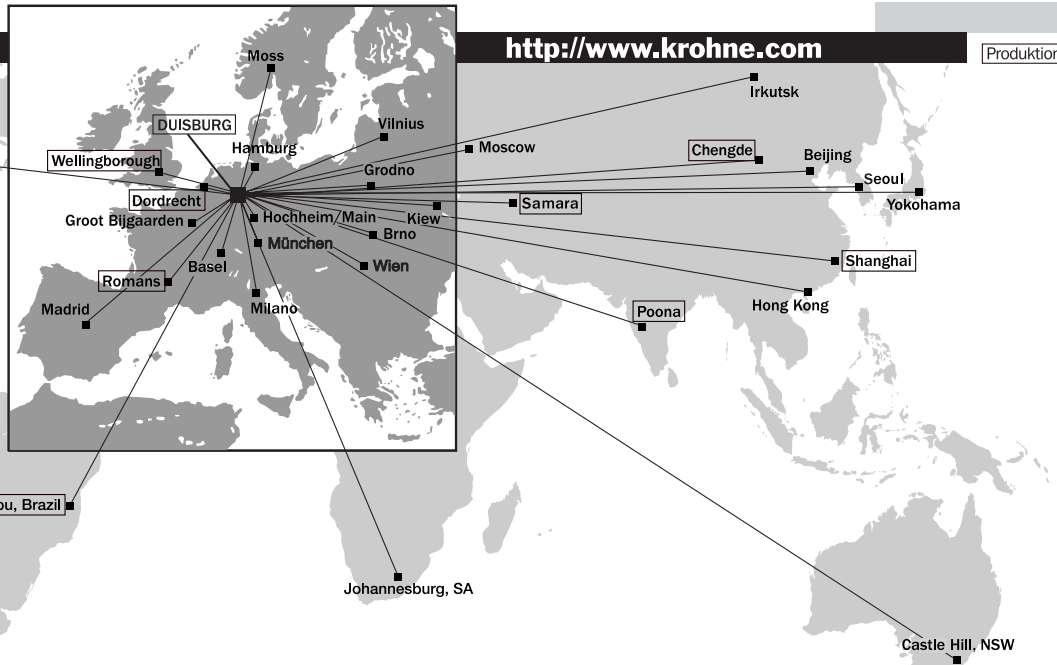 http://www.krohne.com
Produktion
Moss
Irkutsk
DUISBURG
Vilnius
Hamburg
Moscow
Chengde
Beijing
Wellingborough
Grodno
Seoul
Dordrecht
Samara
Yokohama
Groot Bijgaarden
Hochheim/Main
Kiew
Brno
München
Basel
Wien
Shanghai
Romans
Madrid
Milano
Poona
Hong Kong
Brazil
Johannesburg, SA
Castle Hill, NSW